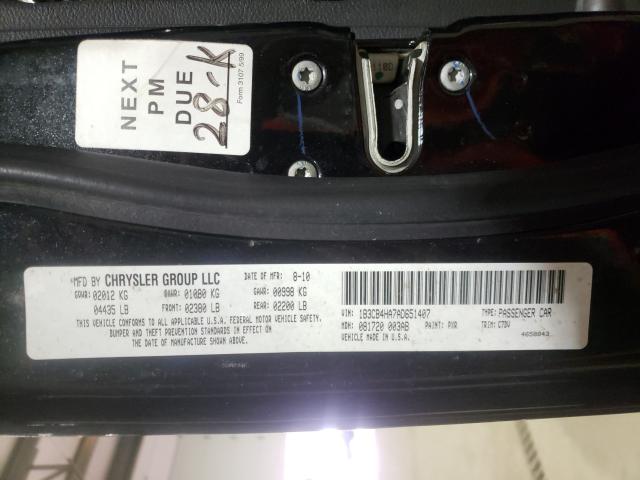 NEXT
PM
DUE
28-K
Form 3107 5/99
MFD BY CHRYSLER GROUP LLC DATE OF MFR: 8-10
GVWR: 02012 KG GAWR: 01080 KG GAWR: 00998 KG
04435 LB FRONT: 02380 LB REAR: 02200 LB
THIS VEHICLE CONFORMS TO ALL APPLICABLE U.S.A. FEDERAL MOTOR VEHICLE SAFETY,
BUMPER AND THEFT PREVENTION STANDARDS IN EFFECT ON
THE DATE OF MANUFACTURE SHOWN ABOVE.
VIN: 1B3CB4HA7AD651407 TYPE: PASSENGER CAR
MDH: 081720 003AB PAINT: PXR TRIM: C7DV
VEHICLE MADE IN U.S.A. 4658043